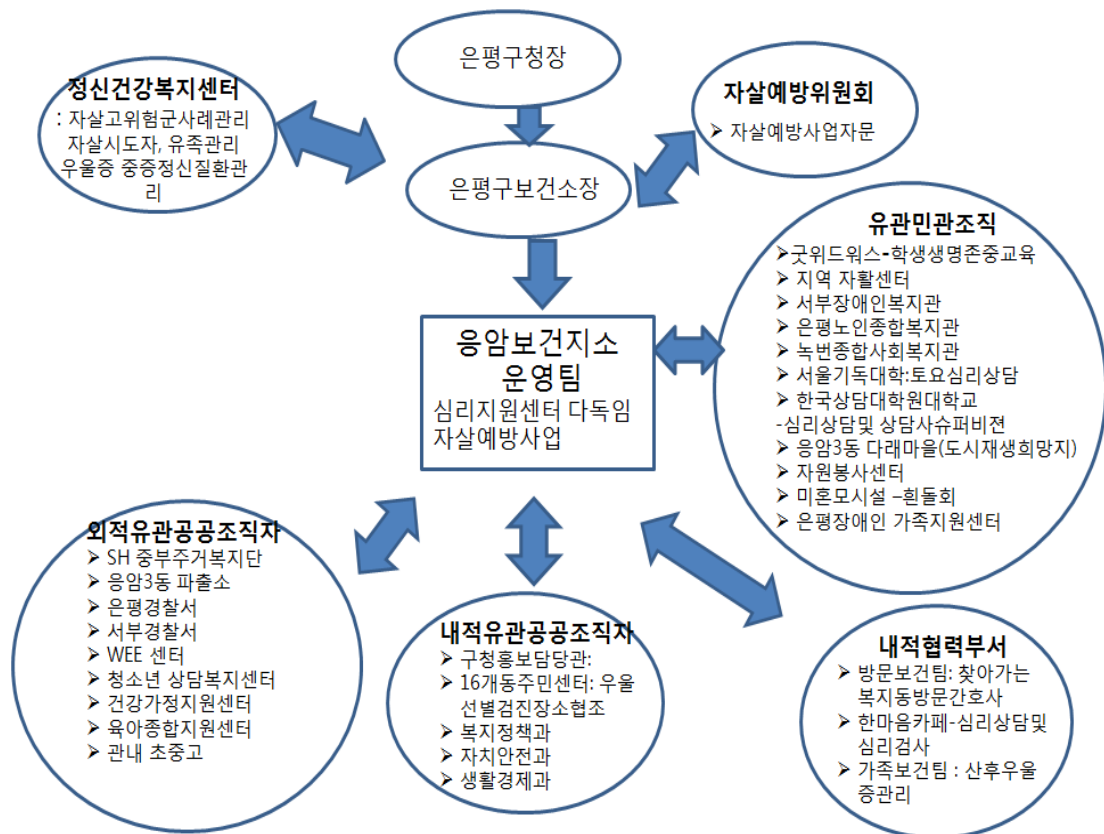 은평구청장
정신건강복지센터
: 자살고위험군사례관리
자살시도자, 유족관리
우울증 중증정신질환관
리
자살예방위원회
➤ 자살예방사업자문
은평구보건소장
유관민관조직
➤굿위드워스-학생생명존중교육
➤ 지역 자활센터
➤ 서부장애인복지관
➤ 은평노인종합복지관
➤ 녹번종합사회복지관
➤ 서울기독대학:토요심리상담
➤ 한국상담대학원대학교
-심리상담및 상담사슈퍼비젼
➤ 응암3동 다래마을(도시재생희망지)
➤ 자원봉사센터
➤ 미혼모시설 –흰돌회
➤ 은평장애인 가족지원센터
응암보건지소
운영팀
심리지원센터 다독임
자살예방사업
외적유관공공조직자
➤ SH 중부주거복지단
➤ 응암3동 파출소
➤ 은평경찰서
➤ 서부경찰서
➤ WEE 센터
➤ 청소년 상담복지센터
➤ 건강가정지원센터
➤ 육아종합지원센터
➤ 관내 초중고
내적유관공공조직자
➤ 구청홍보담당관:
➤ 16개동주민센터: 우울
선별검진장소협조
➤ 복지정책과
➤ 자치안전과
➤ 생활경제과
내적협력부서
➤ 방문보건팀: 찾아가는
복지동방문간호사
➤ 한마음카페-심리상담및
심리검사
➤ 가족보건팀 : 산후우울
증관리